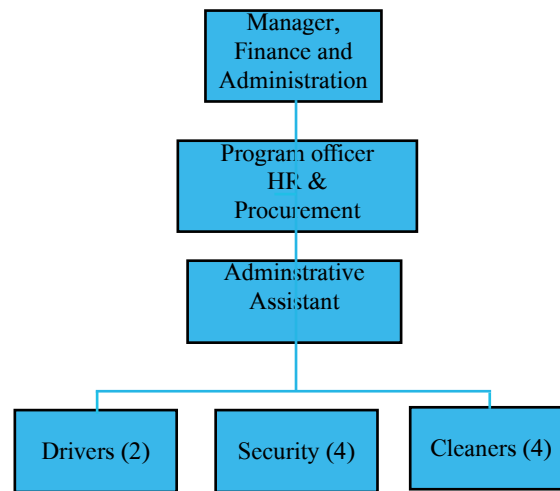 Manager,
Finance and
Administration
Program officer
HR &
Procurement
Adminstrative
Assistant
Drivers (2)
Security (4)
Cleaners (4)